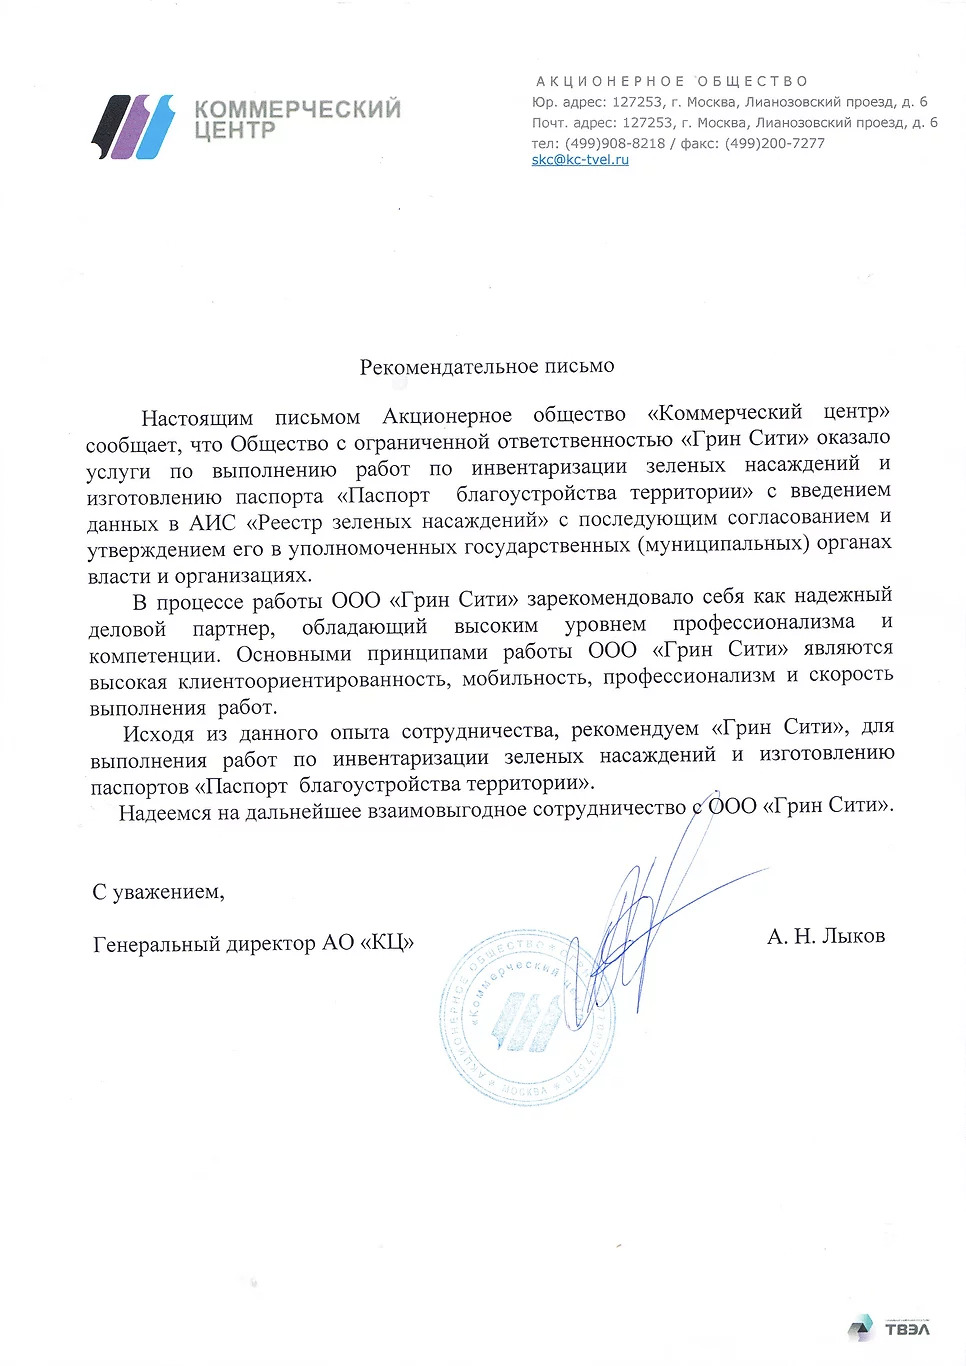 КОММЕРЧЕСКИЙ
ЦЕНТР
АКЦИОНЕРНОЕ ОБЩЕСТВО
Юр. адрес: 127253, г. Москва, Лианозовский проезд, д. 6
Почт. адрес: 127253, г. Москва, Лианозовский проезд, д. 6
тел: (499)908-8218 / факс: (499)200-7277
skc@kc-tvel.ru
Рекомендательное письмо
Настоящим письмом Акционерное общество «Коммерческий центр»
сообщает, что Общество с ограниченной ответственностью «Грин Сити» оказало
услуги по выполнению работ по инвентаризации зеленых насаждений и
изготовлению паспорта «Паспорт благоустройства территории» с введением
данных в АИС «Реестр зеленых насаждений» с последующим согласованием и
утверждением его в уполномоченных государственных (муниципальных) органах
власти и организациях.
В процессе работы ООО «Грин Сити» зарекомендовало себя как надежный
деловой партнер, обладающий высоким уровнем профессионализма и
компетенции. Основными принципами работы ООО «Грин Сити» являются
высокая клиентоориентированность, мобильность, профессионализм и скорость
выполнения работ.
Исходя из данного опыта сотрудничества, рекомендуем «Грин Сити», для
выполнения работ по инвентаризации зеленых насаждений и изготовлению
паспортов «Паспорт благоустройства территории».
Надеемся на дальнейшее взаимовыгодное сотрудничество с ООО «Грин Сити».
С уважением,
Генеральный директор АО «КЦ»
А. Н. Лыков
АКЦИОНЕРНОЕ ОБЩЕСТВО
«Коммерческий центр»
МОСКВА
ТВЭЛ